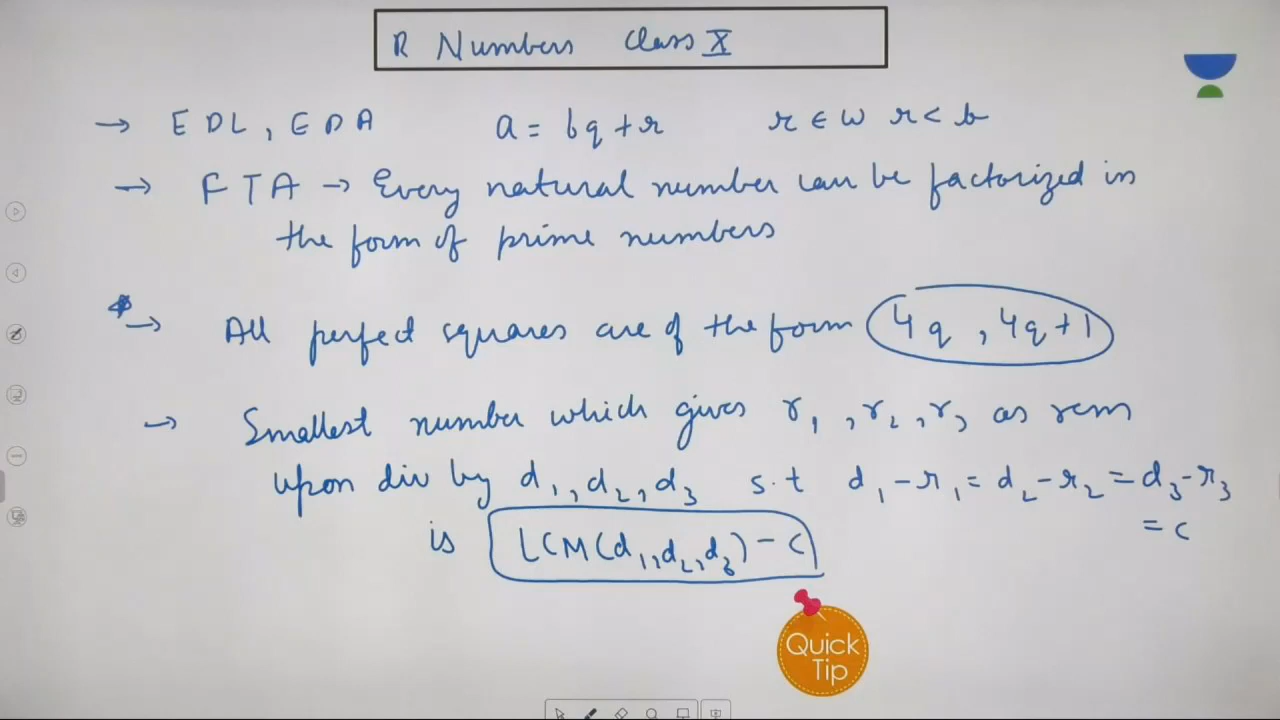 R Numbers Class X
→ EDL, EDA a = bq + r r ∈ w r < b
→ FTA → Every natural number can be factorized in
the form of prime numbers
* → All perfect squares are of the form 4q, 4q+1
→ Smallest number which gives r₁, r₂, r₃ as rem
upon div by d₁, d₂, d₃ s.t d₁-r₁ = d₂-r₂ = d₃-r₃
= c
is LCM(d₁, d₂, d₃) - c
Quick
Tip